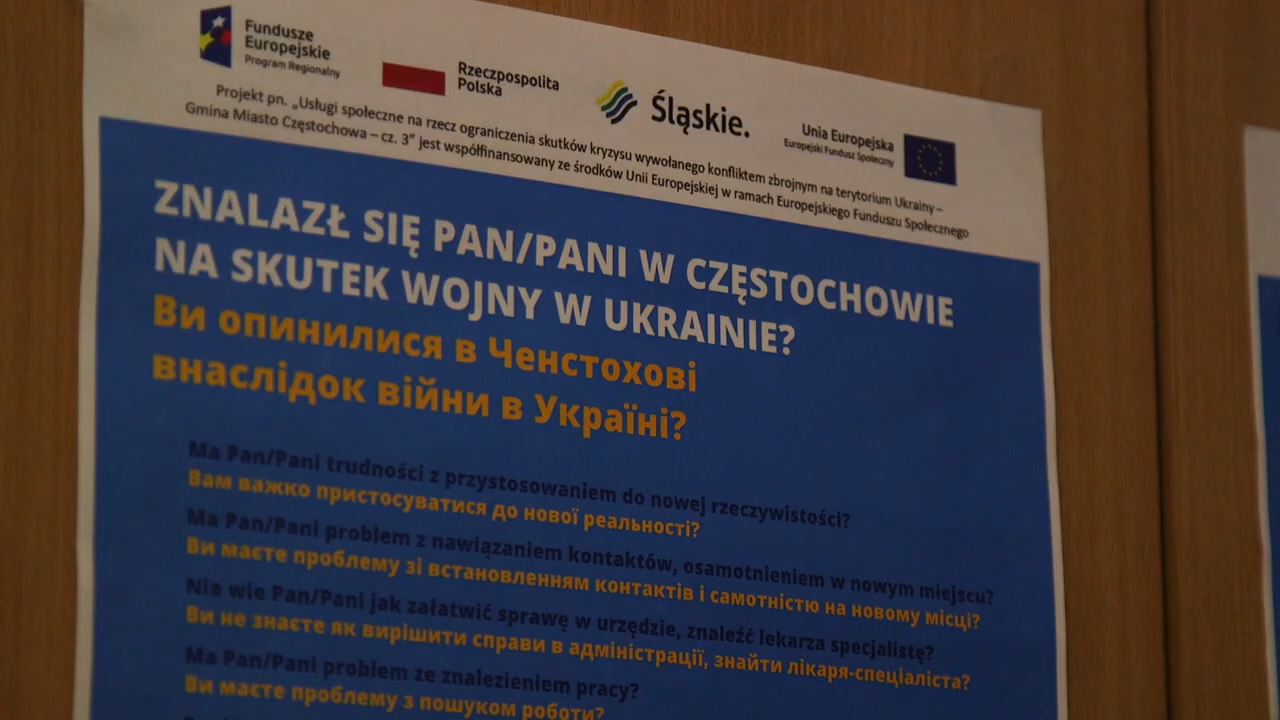 Fundusze
Europejskie
Program Regionalny
Rzeczpospolita
Polska
Śląskie.
Unia Europejska
Europejski Fundusz Społeczny
Projekt pn. „Usługi społeczne na rzecz ograniczenia skutków kryzysu wywołanego konfliktem zbrojnym na terytorium Ukrainy –
Gmina Miasto Częstochowa – cz. 3” jest współfinansowany ze środków Unii Europejskiej w ramach Europejskiego Funduszu Społecznego
ZNALAZŁ SIĘ PAN/PANI W CZĘSTOCHOWIE
NA SKUTEK WOJNY W UKRAINIE?
Ви опинилися в Ченстохові
внаслідок війни в Україні?
Ma Pan/Pani trudności z przystosowaniem do nowej rzeczywistości?
Вам важко пристосуватися до нової реальності?
Ma Pan/Pani problem z nawiązaniem kontaktów, osamotnieniem w nowym miejscu?
Ви маєте проблему зі встановленням контактів і самотністю на новому місці?
Nie wie Pan/Pani jak załatwić sprawę w urzędzie, znaleźć lekarza specjalistę?
Ви не знаєте як вирішити справи в адміністрації, знайти лікаря-спеціаліста?
Ma Pan/Pani problem ze znalezieniem pracy?
Ви маєте проблему з пошуком роботи?